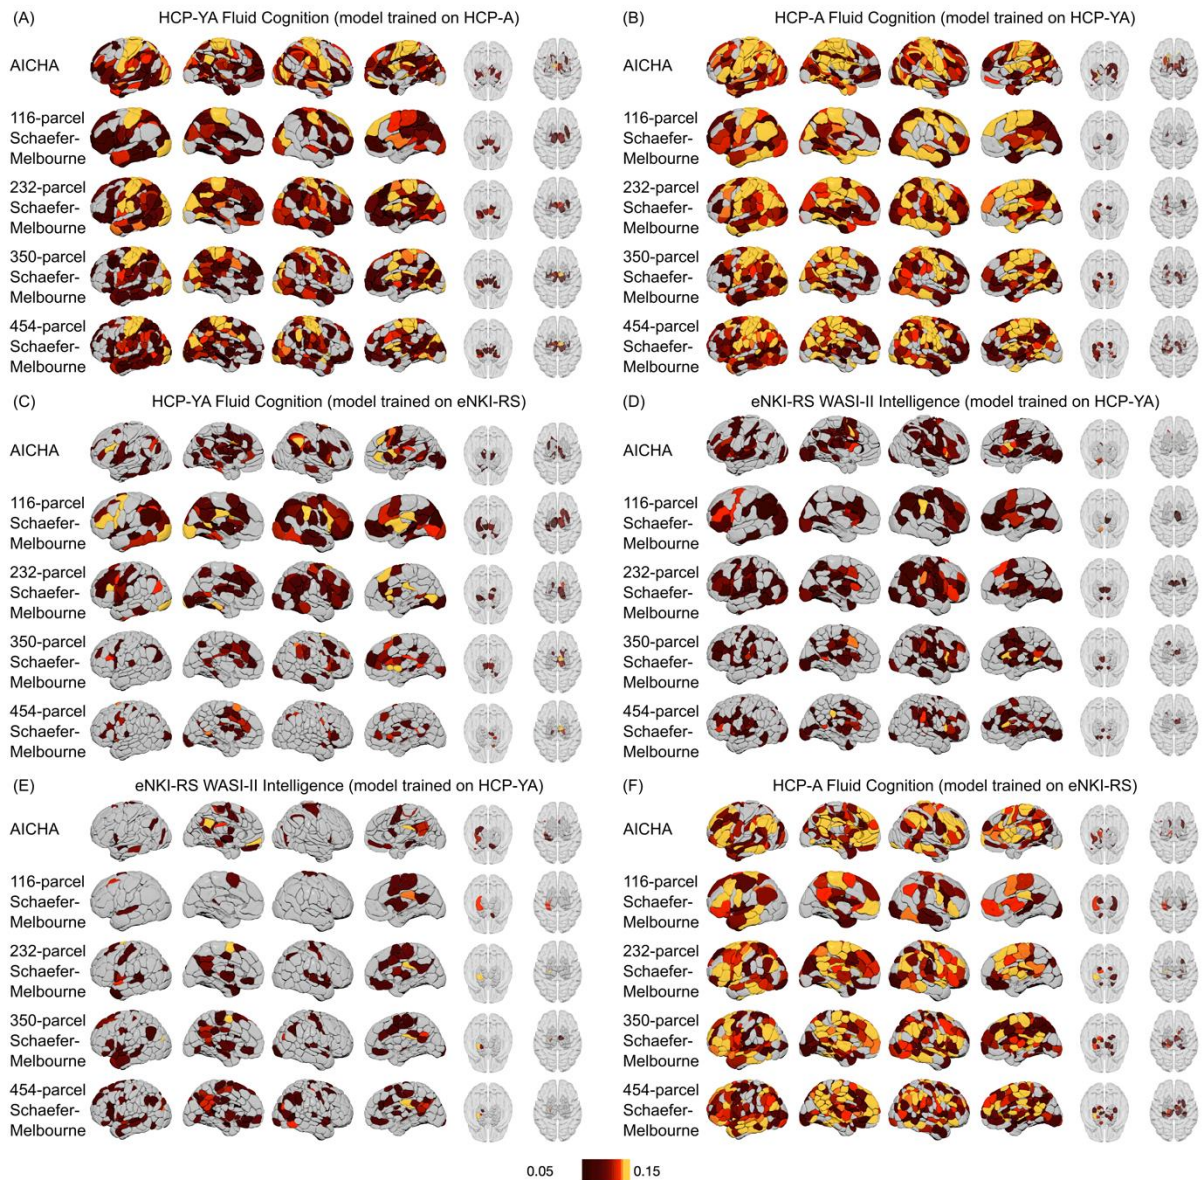 (A) HCP-YA Fluid Cognition (model trained on HCP-A)
AICHA
116-parcel
Schaefer-
Melbourne
232-parcel
Schaefer-
Melbourne
350-parcel
Schaefer-
Melbourne
454-parcel
Schaefer-
Melbourne
(B) HCP-A Fluid Cognition (model trained on HCP-YA)
AICHA
116-parcel
Schaefer-
Melbourne
232-parcel
Schaefer-
Melbourne
350-parcel
Schaefer-
Melbourne
454-parcel
Schaefer-
Melbourne
(C) HCP-YA Fluid Cognition (model trained on eNKI-RS)
AICHA
116-parcel
Schaefer-
Melbourne
232-parcel
Schaefer-
Melbourne
350-parcel
Schaefer-
Melbourne
454-parcel
Schaefer-
Melbourne
(D) eNKI-RS WASI-II Intelligence (model trained on HCP-YA)
AICHA
116-parcel
Schaefer-
Melbourne
232-parcel
Schaefer-
Melbourne
350-parcel
Schaefer-
Melbourne
454-parcel
Schaefer-
Melbourne
(E) eNKI-RS WASI-II Intelligence (model trained on HCP-YA)
AICHA
116-parcel
Schaefer-
Melbourne
232-parcel
Schaefer-
Melbourne
350-parcel
Schaefer-
Melbourne
454-parcel
Schaefer-
Melbourne
(F) HCP-A Fluid Cognition (model trained on eNKI-RS)
AICHA
116-parcel
Schaefer-
Melbourne
232-parcel
Schaefer-
Melbourne
350-parcel
Schaefer-
Melbourne
454-parcel
Schaefer-
Melbourne
0.05 0.15